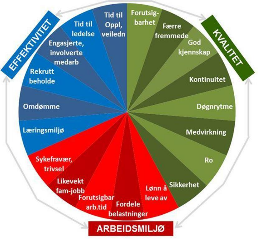 EFFEKTIVITET
KVALITET
ARBEIDSMILJØ
Forutsig-
barhet
Færre
fremmede
God
kjennskap
Kontinuitet
Døgnrytme
Medvirkning
Ro
Sikkerhet
Lønn å
leve av
Fordele
belastninger
Forutsigbar
arb.tid
Likevekt
fam-jobb
Sykefravær,
trivsel
Læringsmiljø
Omdømme
Rekrutt
beholde
Engasjerte,
involverte
medarb
Tid til
ledelse
Tid til
Oppl,
veiledn